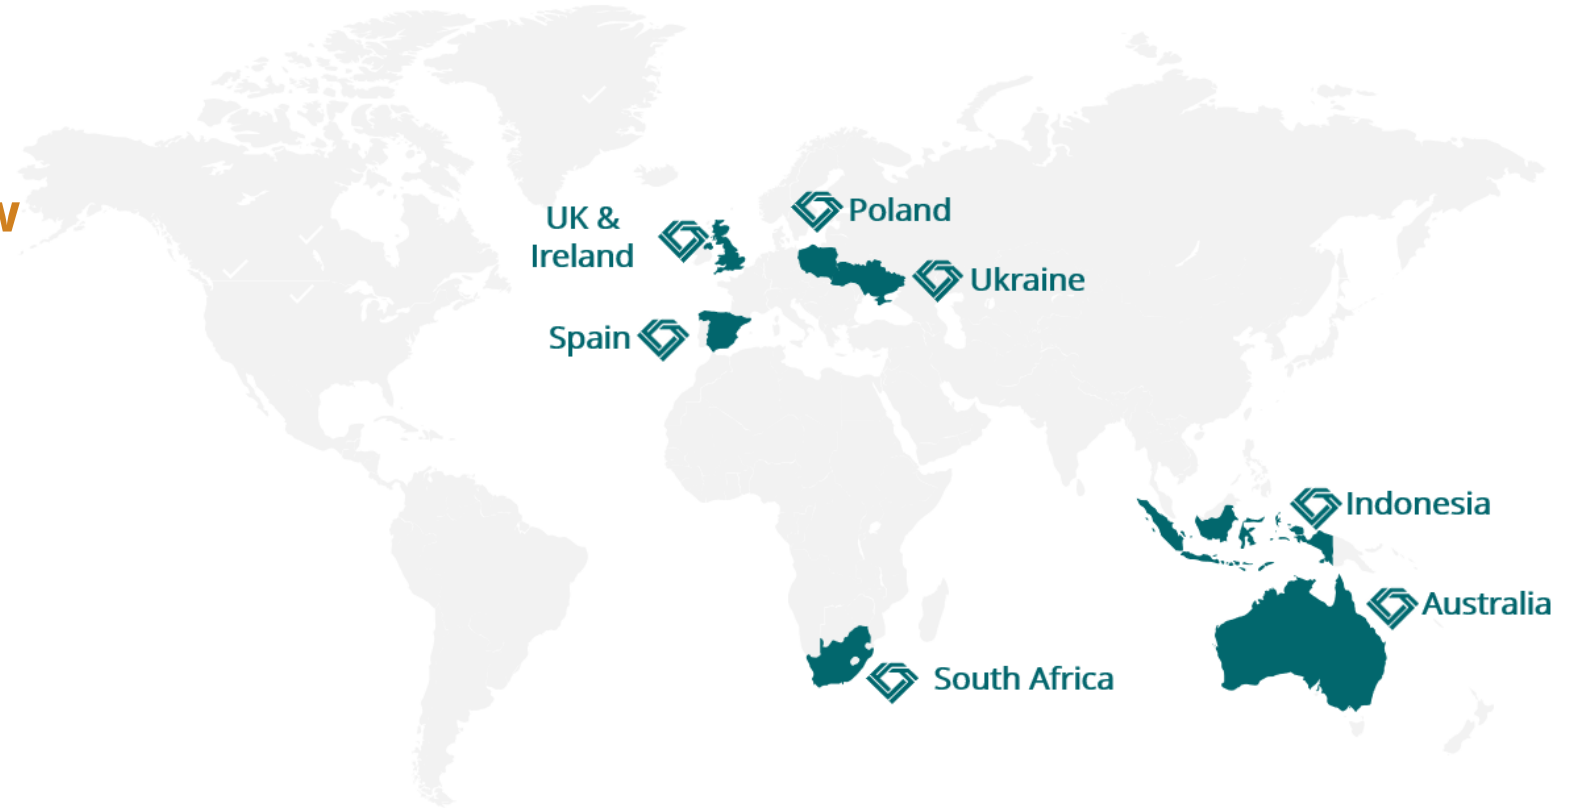 w
UK &
Ireland
Poland
Ukraine
Spain
Indonesia
Australia
South Africa